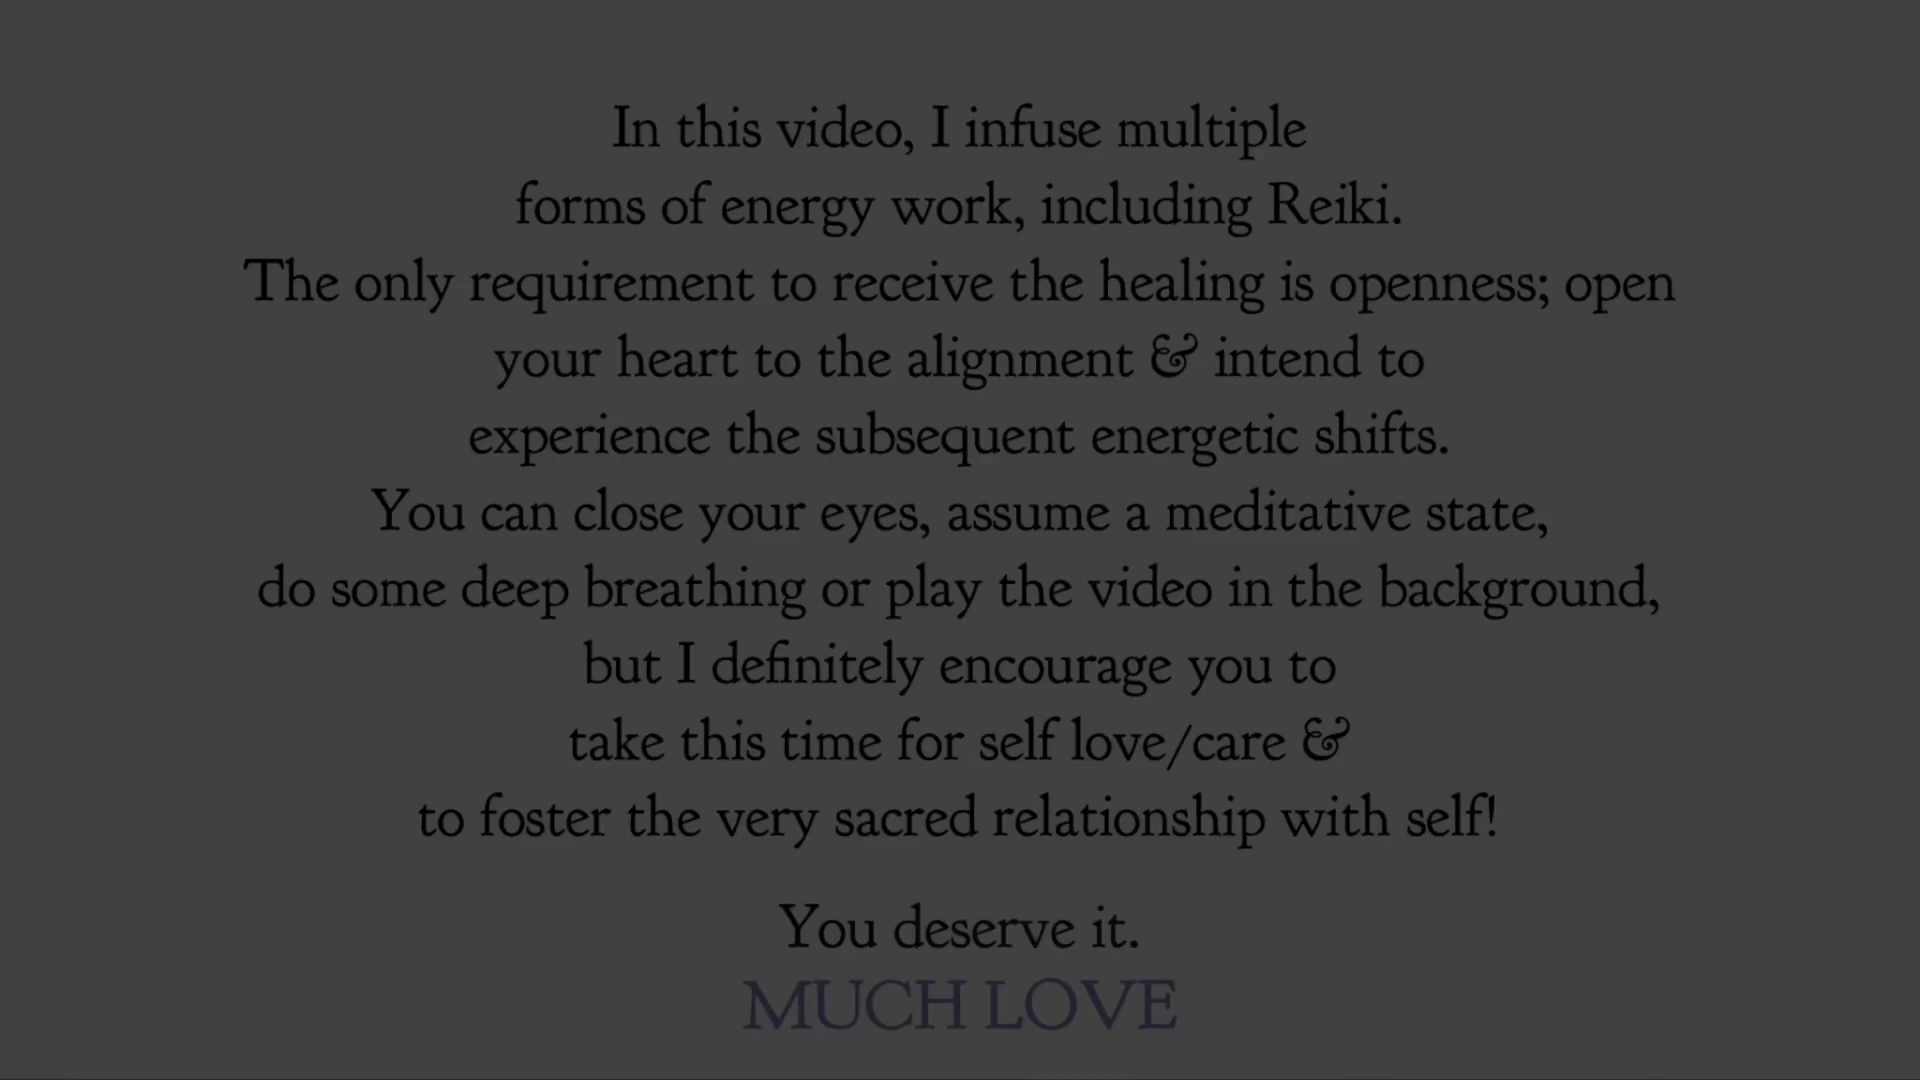 In this video, I infuse multiple
forms of energy work, including Reiki.
The only requirement to receive the healing is openness; open
your heart to the alignment & intend to
experience the subsequent energetic shifts.
You can close your eyes, assume a meditative state,
do some deep breathing or play the video in the background,
but I definitely encourage you to
take this time for self love/care &
to foster the very sacred relationship with self!
You deserve it.
MUCH LOVE